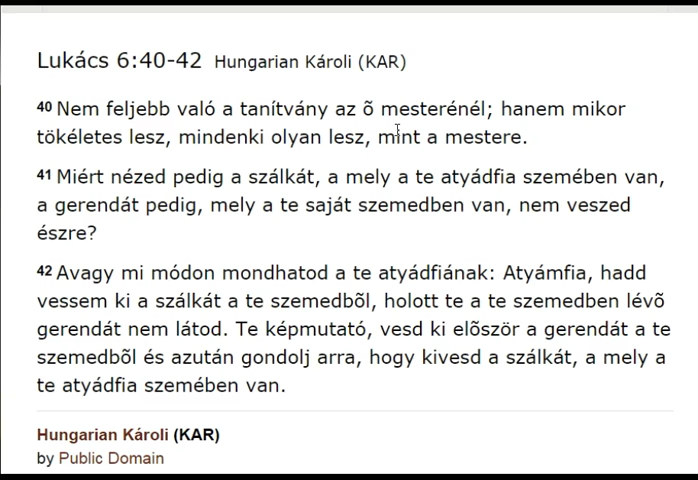 Lukács 6:40-42 Hungarian Károli (KAR)
40 Nem feljebb való a tanítvány az õ mesterénél; hanem mikor
tökéletes lesz, mindenki olyan lesz, mint a mestere.
41 Miért nézed pedig a szálkát, a mely a te atyádfia szemében van,
a gerendát pedig, mely a te saját szemedben van, nem veszed
észre?
42 Avagy mi módon mondhatod a te atyádfiának: Atyámfia, hadd
vessem ki a szálkát a te szemedbõl, holott te a te szemedben lévõ
gerendát nem látod. Te képmutató, vesd ki elõször a gerendát a te
szemedbõl és azután gondolj arra, hogy kivesd a szálkát, a mely a
te atyádfia szemében van.
Hungarian Károli (KAR)
by Public Domain